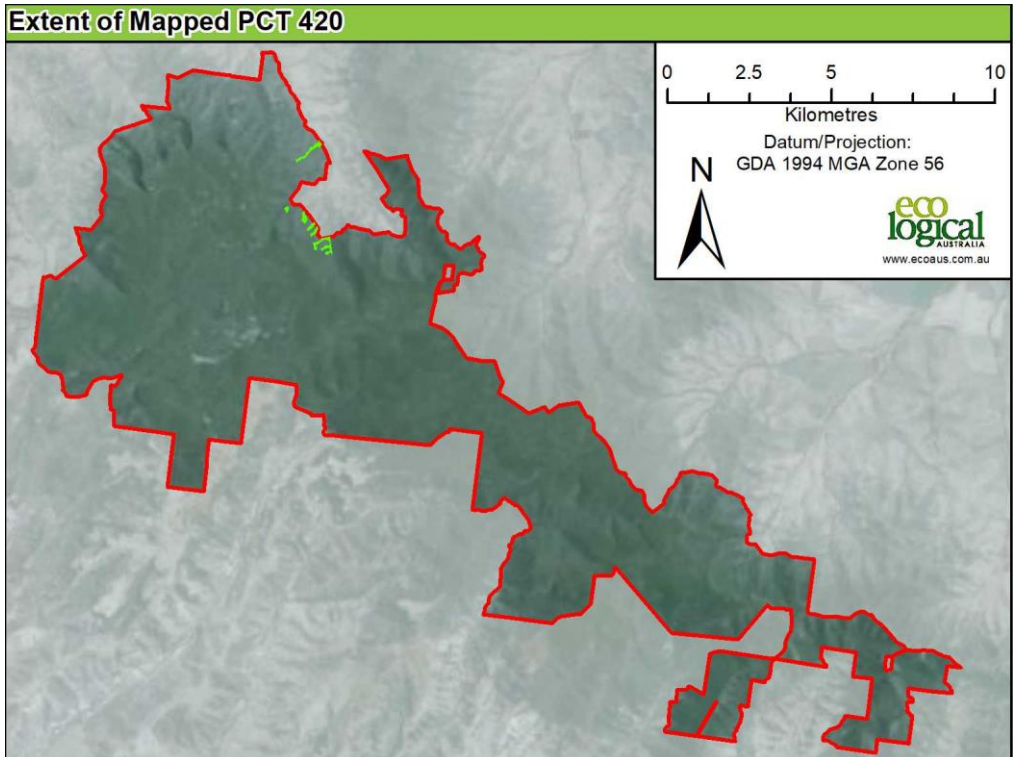 Extent of Mapped PCT 420
0 2.5 5 10
Kilometres
Datum/Projection:
GDA 1994 MGA Zone 56
N
eco
logical
AUSTRALIA
www.ecoaus.com.au